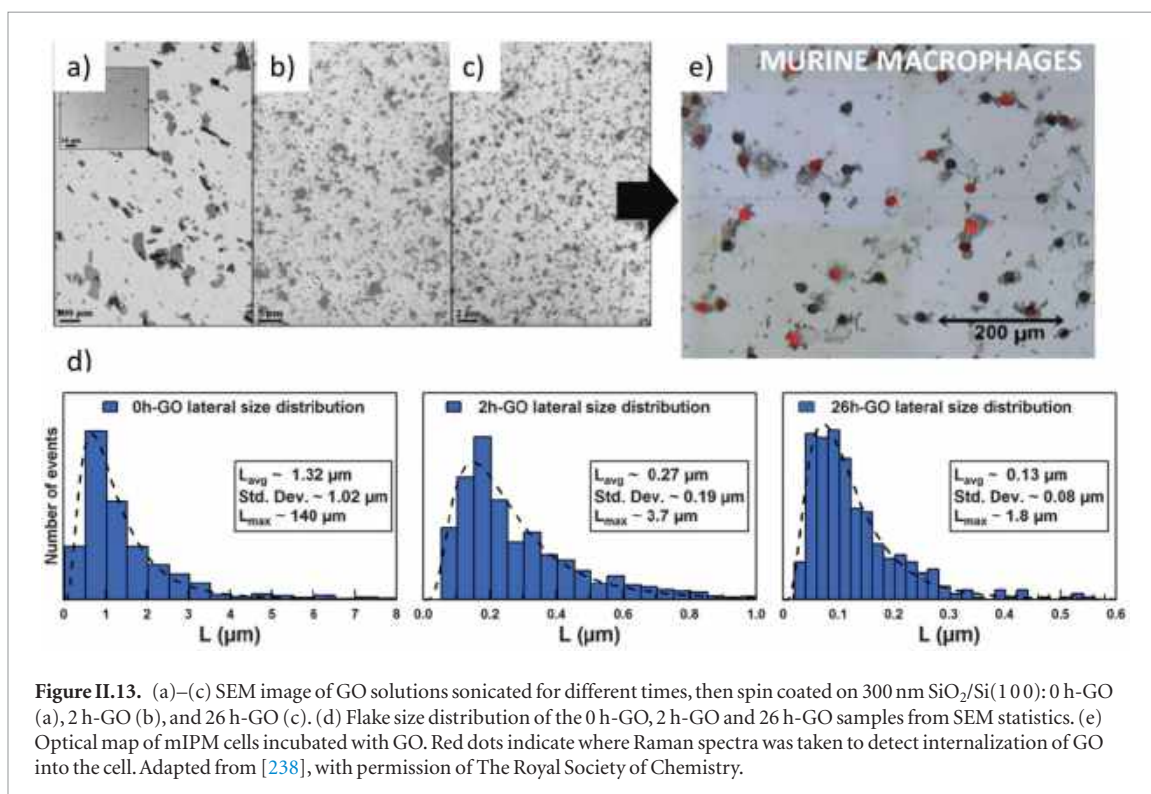 a)
b)
c)
e)
MURINE MACROPHAGES
200 µm
d)
Number of events
0h-GO lateral size distribution
Lavg ~ 1.32 µm
Std. Dev. ~ 1.02 µm
Lmax ~ 140 µm
0 1 2 3 4 5 6 7 8
L (µm)
2h-GO lateral size distribution
Lavg ~ 0.27 µm
Std. Dev. ~ 0.19 µm
Lmax ~ 3.7 µm
0.0 0.2 0.4 0.6 0.8 1.0
L (µm)
26h-GO lateral size distribution
Lavg ~ 0.13 µm
Std. Dev. ~ 0.08 µm
Lmax ~ 1.8 µm
0 0.1 0.2 0.3 0.4 0.5 0.6
L (µm)
Figure II.13. (a)–(c) SEM image of GO solutions sonicated for different times, then spin coated on 300 nm SiO2/Si(1 0 0): 0 h-GO
(a), 2 h-GO (b), and 26 h-GO (c). (d) Flake size distribution of the 0 h-GO, 2 h-GO and 26 h-GO samples from SEM statistics. (e)
Optical map of mIPM cells incubated with GO. Red dots indicate where Raman spectra was taken to detect internalization of GO
into the cell. Adapted from [238], with permission of The Royal Society of Chemistry.